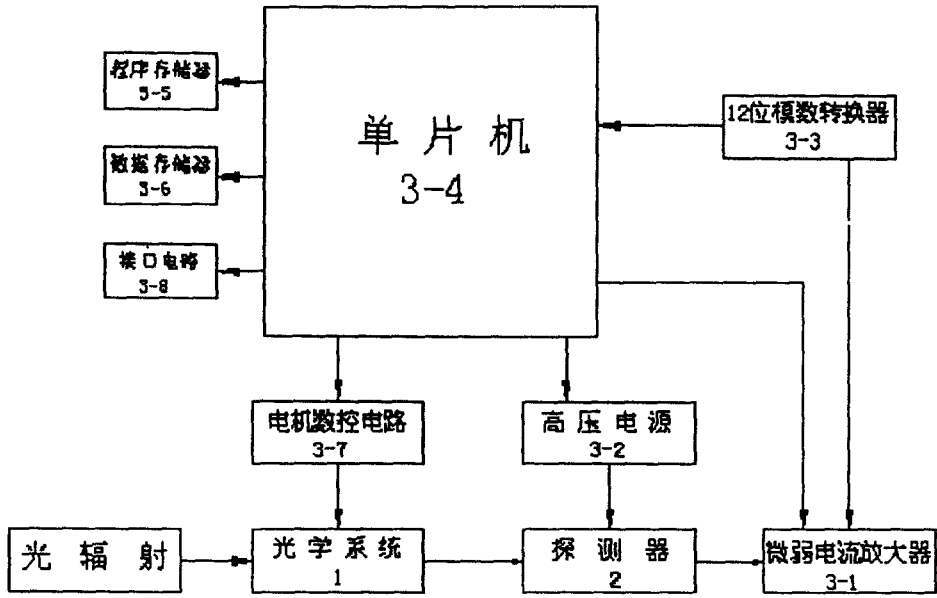 程序存储器
3-5
数据存储器
3-6
接口电路
3-8
单片机
3-4
12位模数转换器
3-3
电机数控电路
3-7
高压电源
3-2
光辐射
光学系统
1
探测器
2
微弱电流放大器
3-1